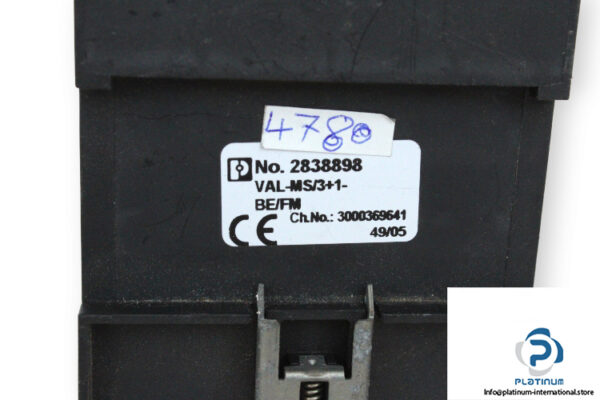 4780
No. 2838898
VAL-MS/3+1-
BE/FM
Ch.No.: 3000369641
CE
49/05
PLATINUM
Info@platinum-international.store